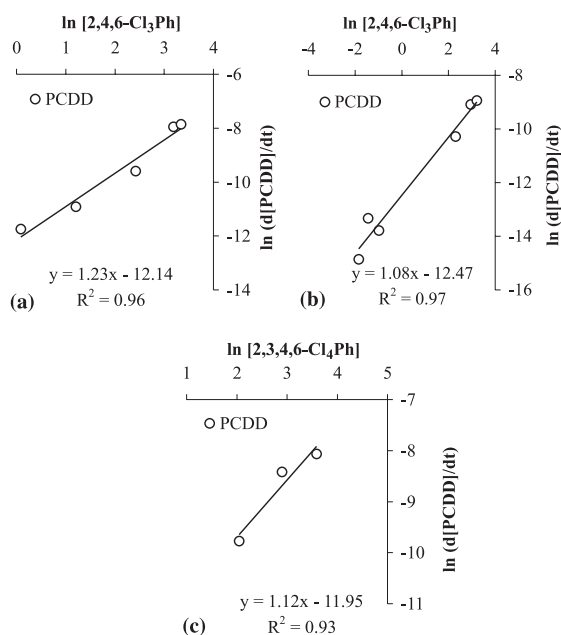 ln [2,4,6-Cl₃Ph]
0 1 2 3 4
-6
-8
-10
-12
-14
PCDD
ln (d[PCDD]/dt)
y = 1.23x - 12.14
R² = 0.96
(a)
ln [2,4,6-Cl₃Ph]
-4 -2 0 2 4
-8
-10
-12
-14
-16
PCDD
ln (d[PCDD]/dt)
y = 1.08x - 12.47
R² = 0.97
(b)
ln [2,3,4,6-Cl₄Ph]
1 2 3 4 5
-7
-8
-9
-10
-11
PCDD
ln (d[PCDD]/dt)
y = 1.12x - 11.95
R² = 0.93
(c)